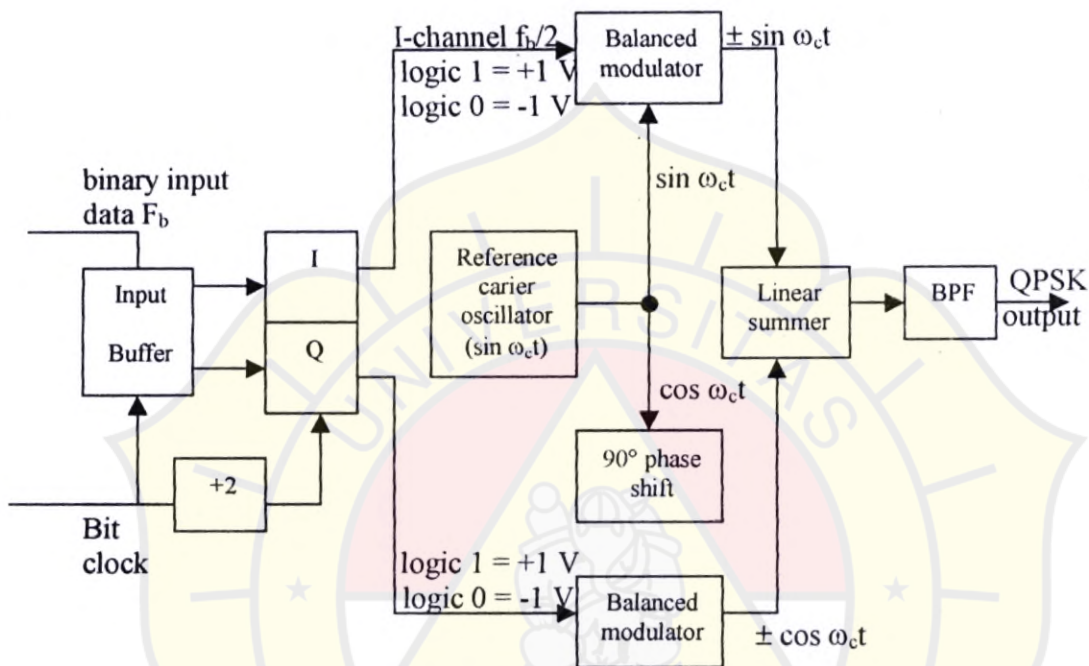 I-channel f_b/2
logic 1 = +1 V
logic 0 = -1 V
Balanced
modulator
± sin ω_ct
binary input
data F_b
sin ω_ct
Input
Buffer
I
Q
Reference
carier
oscillator
(sin ω_ct)
Linear
summer
BPF
QPSK
output
cos ω_ct
90° phase
shift
+2
Bit
clock
logic 1 = +1 V
logic 0 = -1 V
Balanced
modulator
± cos ω_ct
UNIVERSITAS